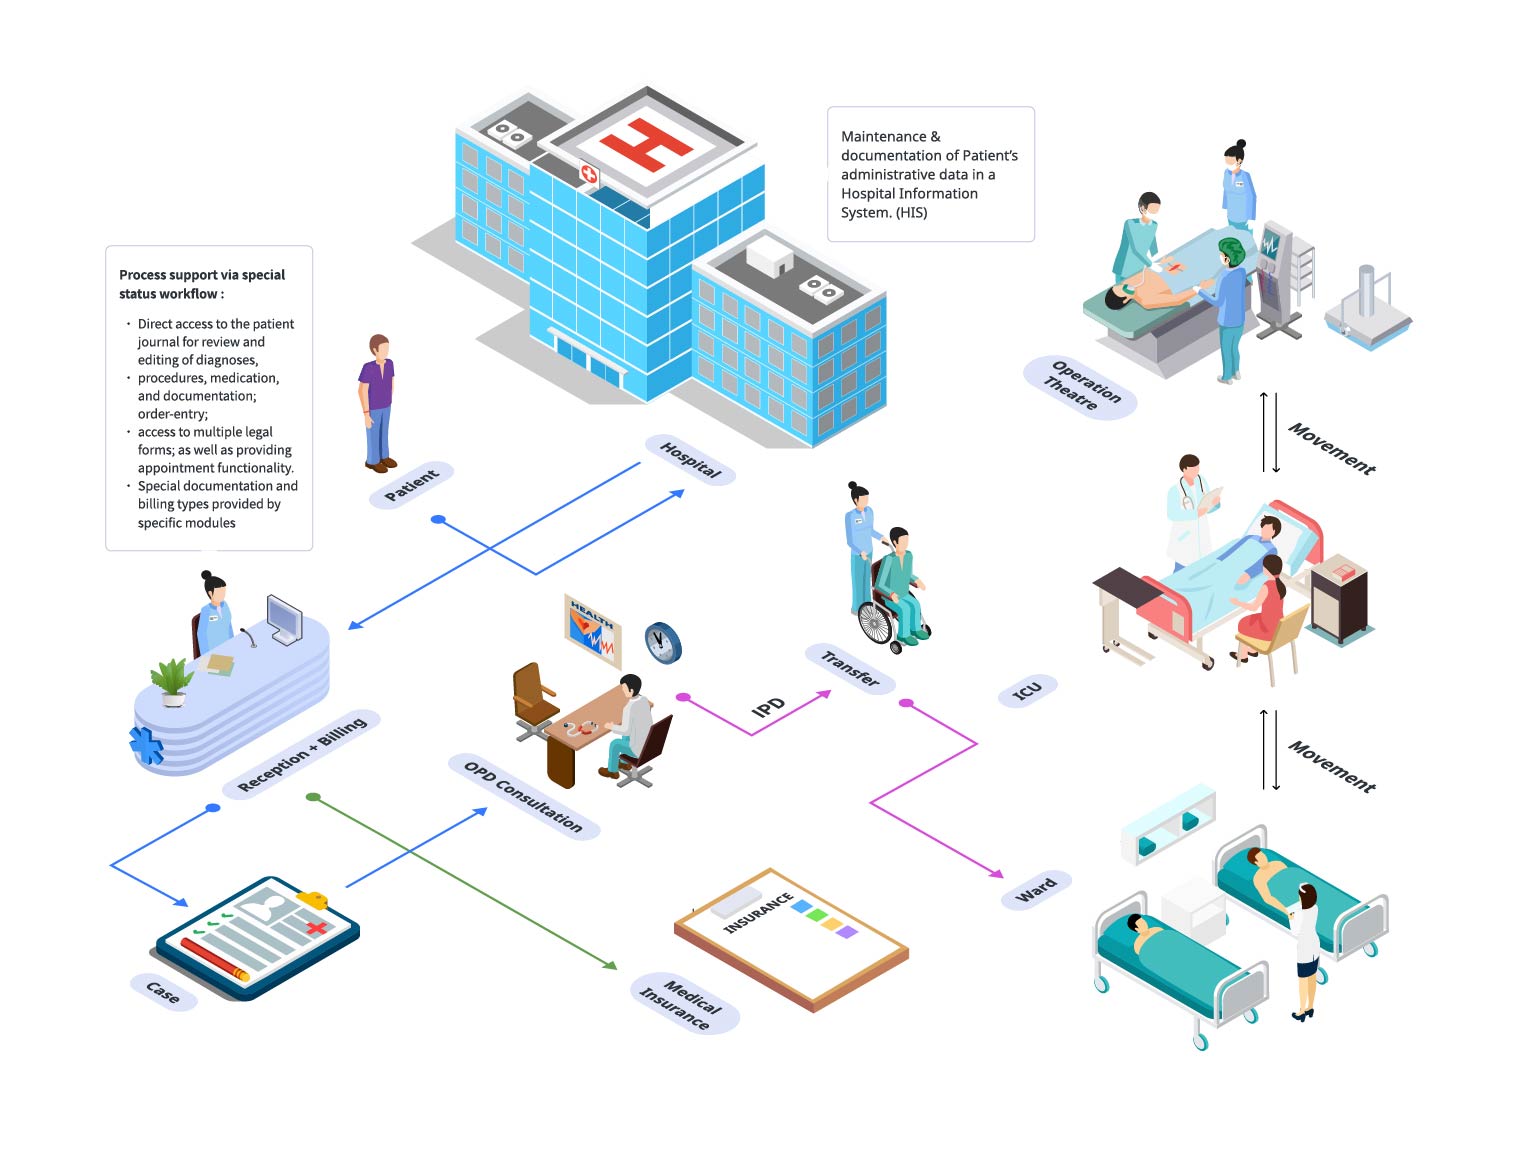 Maintenance &
documentation of Patient's
administrative data in a
Hospital Information
System. (HIS)
Process support via special
status workflow :
• Direct access to the patient
journal for review and
editing of diagnoses,
• procedures, medication,
and documentation;
order-entry;
• access to multiple legal
forms; as well as providing
appointment functionality.
• Special documentation and
billing types provided by
specific modules
H
Patient
Hospital
Operation
Theatre
Movement
HEALTH
Transfer
IPD
ICU
Reception + Billing
OPD Consultation
Movement
Ward
INSURANCE
Case
Medical
Insurance